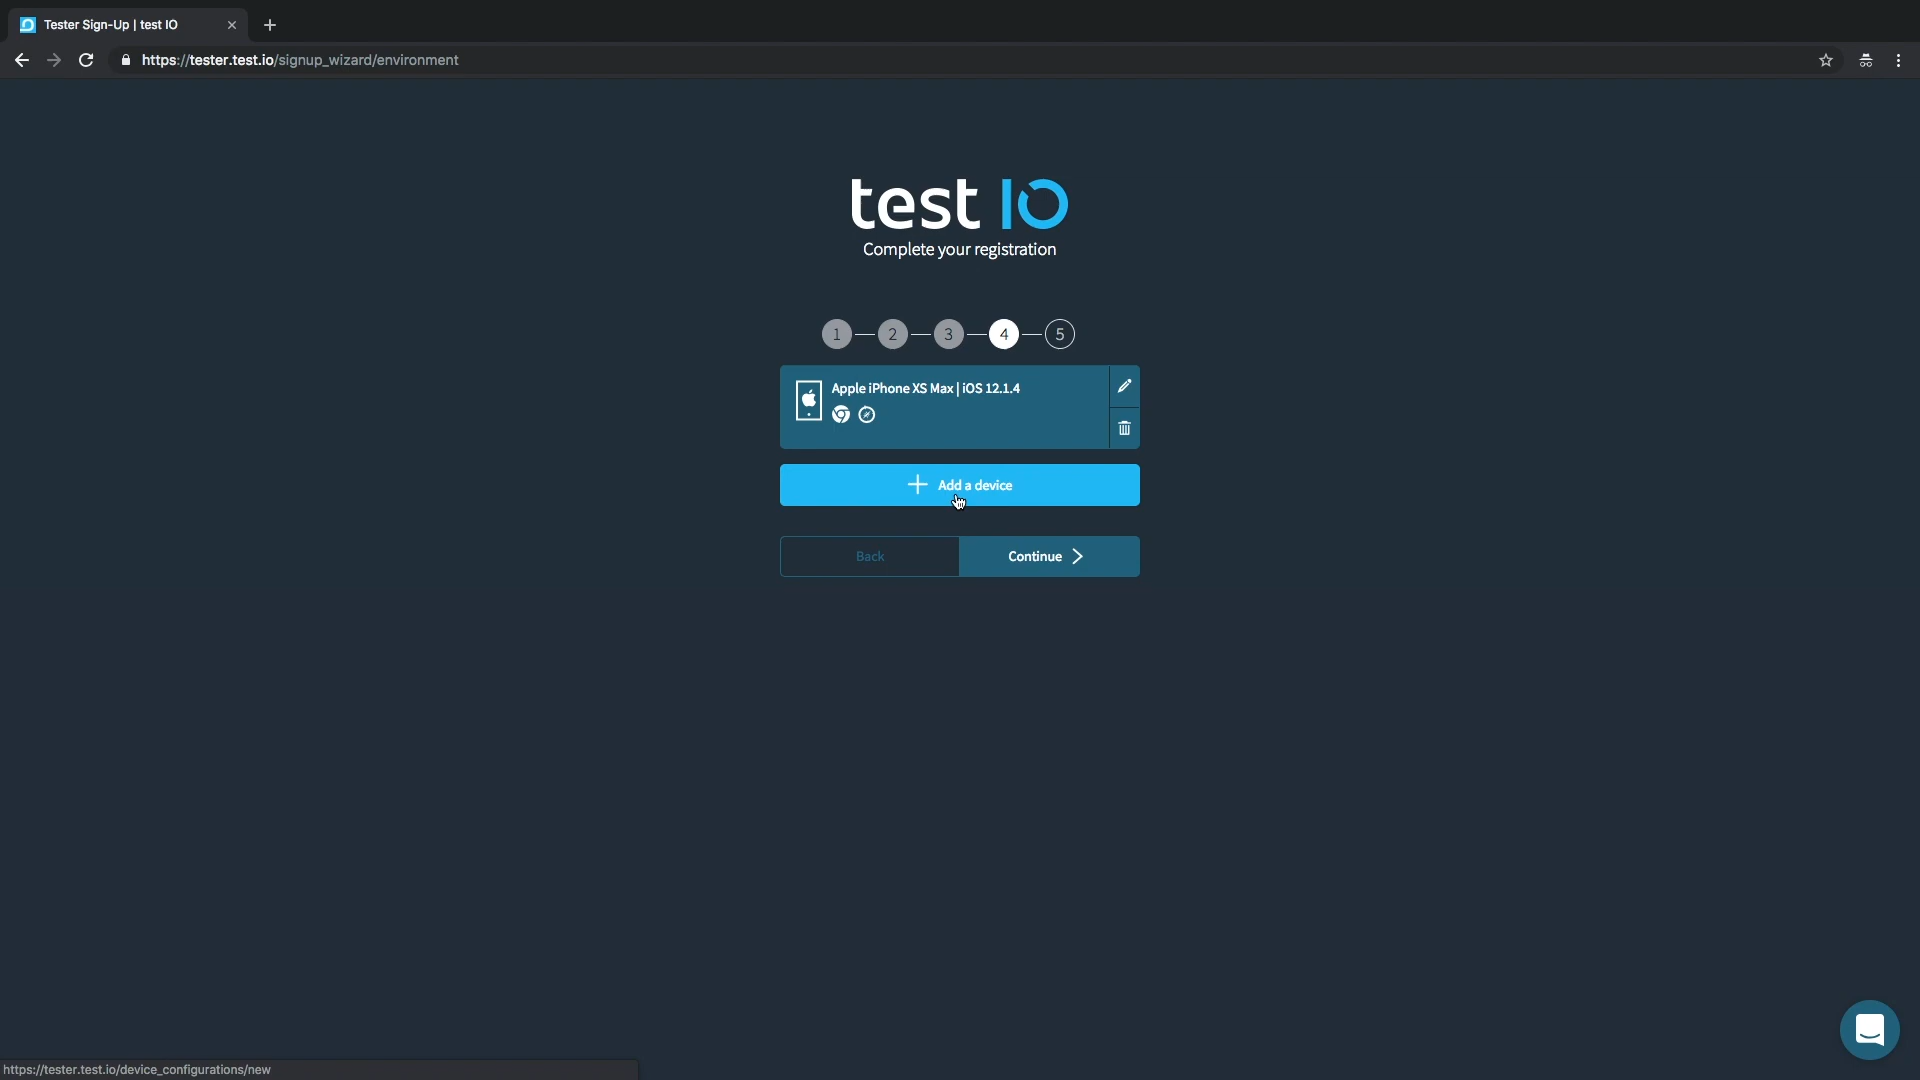 Tester Sign-Up | test IO
https://tester.test.io/signup_wizard/environment
test IO
Complete your registration
1 2 3 4 5
Apple iPhone XS Max | iOS 12.1.4
Add a device
Back
Continue
https://tester.test.io/device_configurations/new